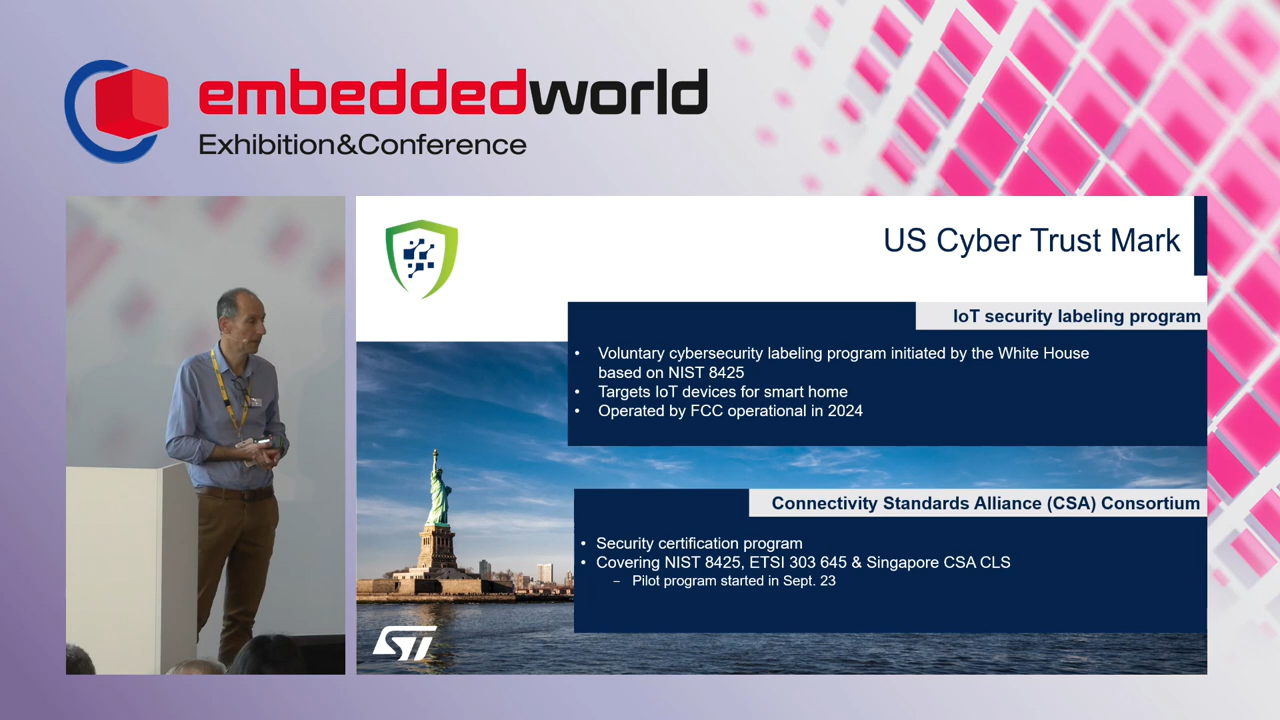 embeddedworld
Exhibition&Conference
US Cyber Trust Mark
IoT security labeling program
• Voluntary cybersecurity labeling program initiated by the White House
based on NIST 8425
• Targets IoT devices for smart home
• Operated by FCC operational in 2024
Connectivity Standards Alliance (CSA) Consortium
• Security certification program
• Covering NIST 8425, ETSI 303 645 & Singapore CSA CLS
– Pilot program started in Sept. 23
ST